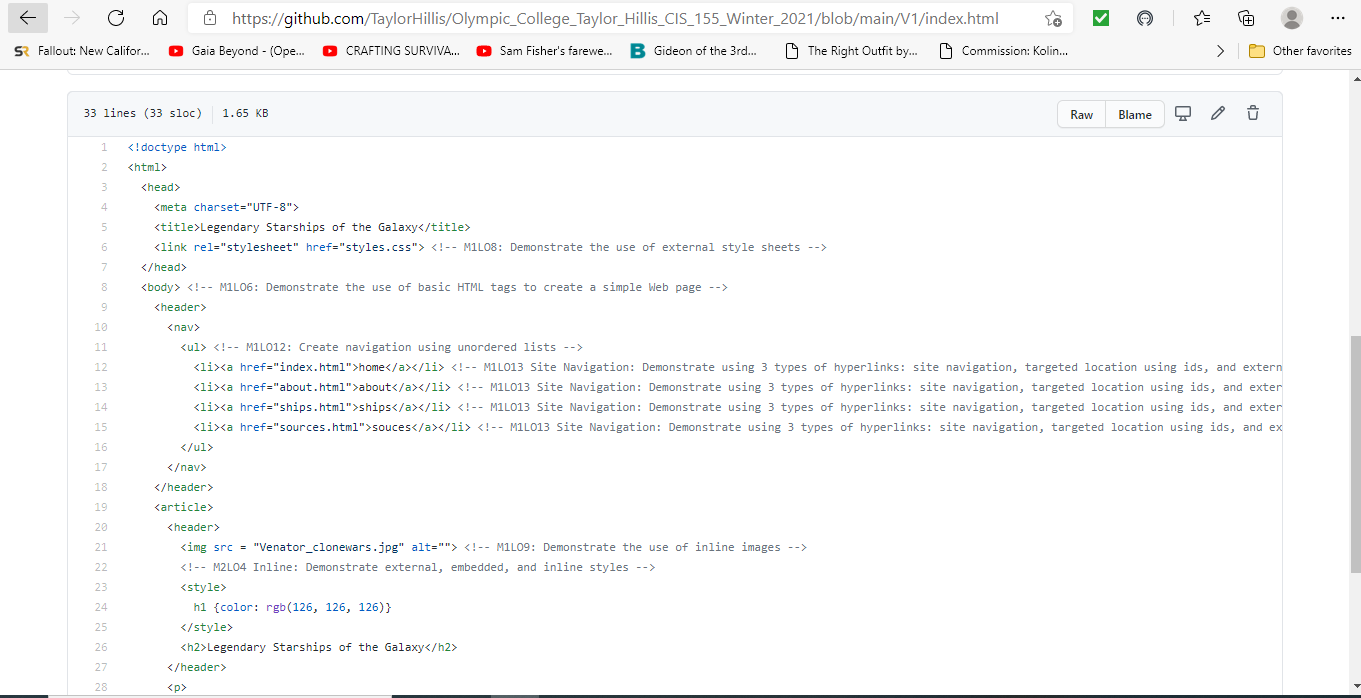 https://github.com/TaylorHillis/Olympic_College_Taylor_Hillis_CIS_155_Winter_2021/blob/main/V1/index.html
SR Fallout: New Califor... Gaia Beyond - (Ope... CRAFTING SURVIVA... Sam Fisher's farewe... B Gideon of the 3rd... The Right Outfit by... Commission: Kolin... Other favorites
33 lines (33 sloc) 1.65 KB Raw Blame
1 <!doctype html>
2 <html>
3 <head>
4 <meta charset="UTF-8">
5 <title>Legendary Starships of the Galaxy</title>
6 <link rel="stylesheet" href="styles.css"> <!-- M1LO8: Demonstrate the use of external style sheets -->
7 </head>
8 <body> <!-- M1LO6: Demonstrate the use of basic HTML tags to create a simple Web page -->
9 <header>
10 <nav>
11 <ul> <!-- M1LO12: Create navigation using unordered lists -->
12 <li><a href="index.html">home</a></li> <!-- M1LO13 Site Navigation: Demonstrate using 3 types of hyperlinks: site navigation, targeted location using ids, and extern
13 <li><a href="about.html">about</a></li> <!-- M1LO13 Site Navigation: Demonstrate using 3 types of hyperlinks: site navigation, targeted location using ids, and exter
14 <li><a href="ships.html">ships</a></li> <!-- M1LO13 Site Navigation: Demonstrate using 3 types of hyperlinks: site navigation, targeted location using ids, and exter
15 <li><a href="sources.html">souces</a></li> <!-- M1LO13 Site Navigation: Demonstrate using 3 types of hyperlinks: site navigation, targeted location using ids, and ex
16 </ul>
17 </nav>
18 </header>
19 <article>
20 <header>
21 <img src = "Venator_clonewars.jpg" alt=""> <!-- M1LO9: Demonstrate the use of inline images -->
22 <!-- M2LO4 Inline: Demonstrate external, embedded, and inline styles -->
23 <style>
24 h1 {color: rgb(126, 126, 126)}
25 </style>
26 <h2>Legendary Starships of the Galaxy</h2>
27 </header>
28 <p>